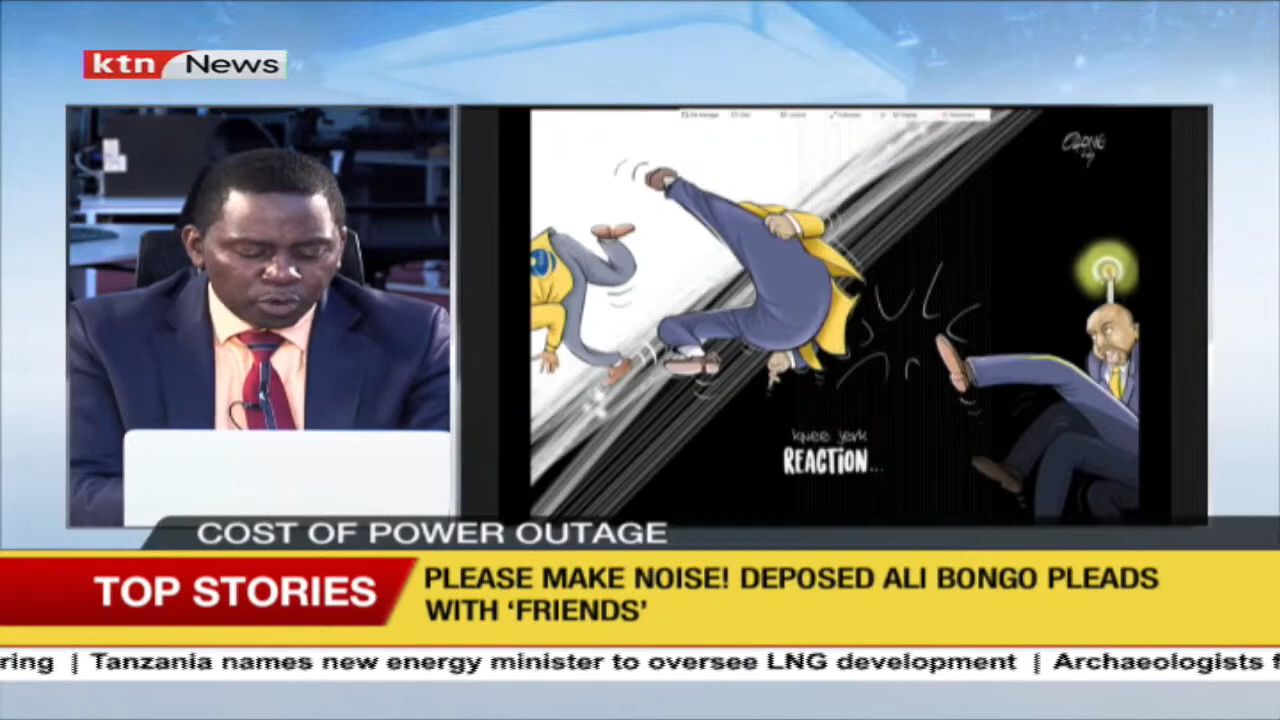 ktn News
knee jerk
REACTION...
COST OF POWER OUTAGE
TOP STORIES
PLEASE MAKE NOISE! DEPOSED ALI BONGO PLEADS
WITH ‘FRIENDS’
ring | Tanzania names new energy minister to oversee LNG development | Archaeologists f